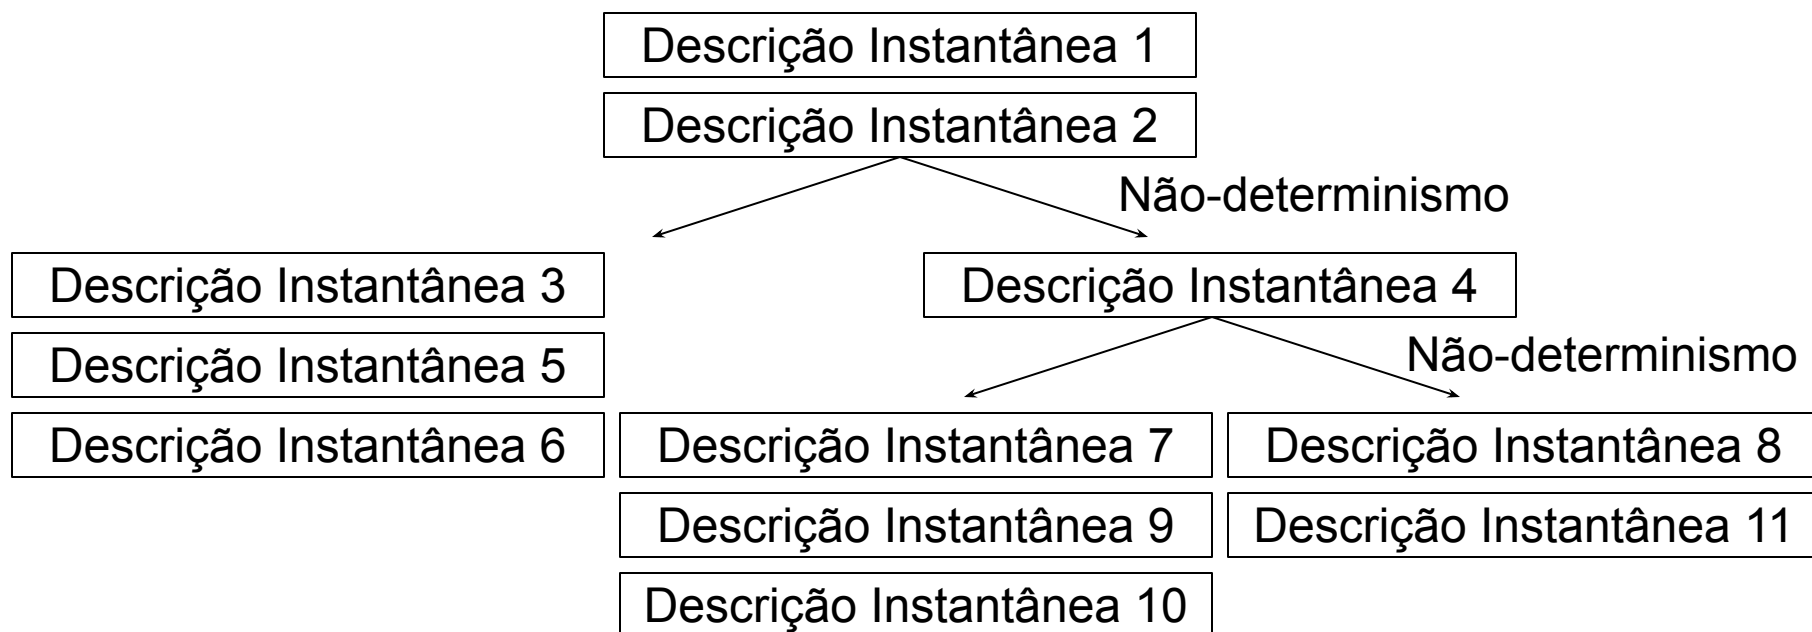 Descrição Instantânea 1
Descrição Instantânea 2
Não-determinismo
Descrição Instantânea 3
Descrição Instantânea 4
Descrição Instantânea 5
Não-determinismo
Descrição Instantânea 6
Descrição Instantânea 7
Descrição Instantânea 8
Descrição Instantânea 9
Descrição Instantânea 11
Descrição Instantânea 10